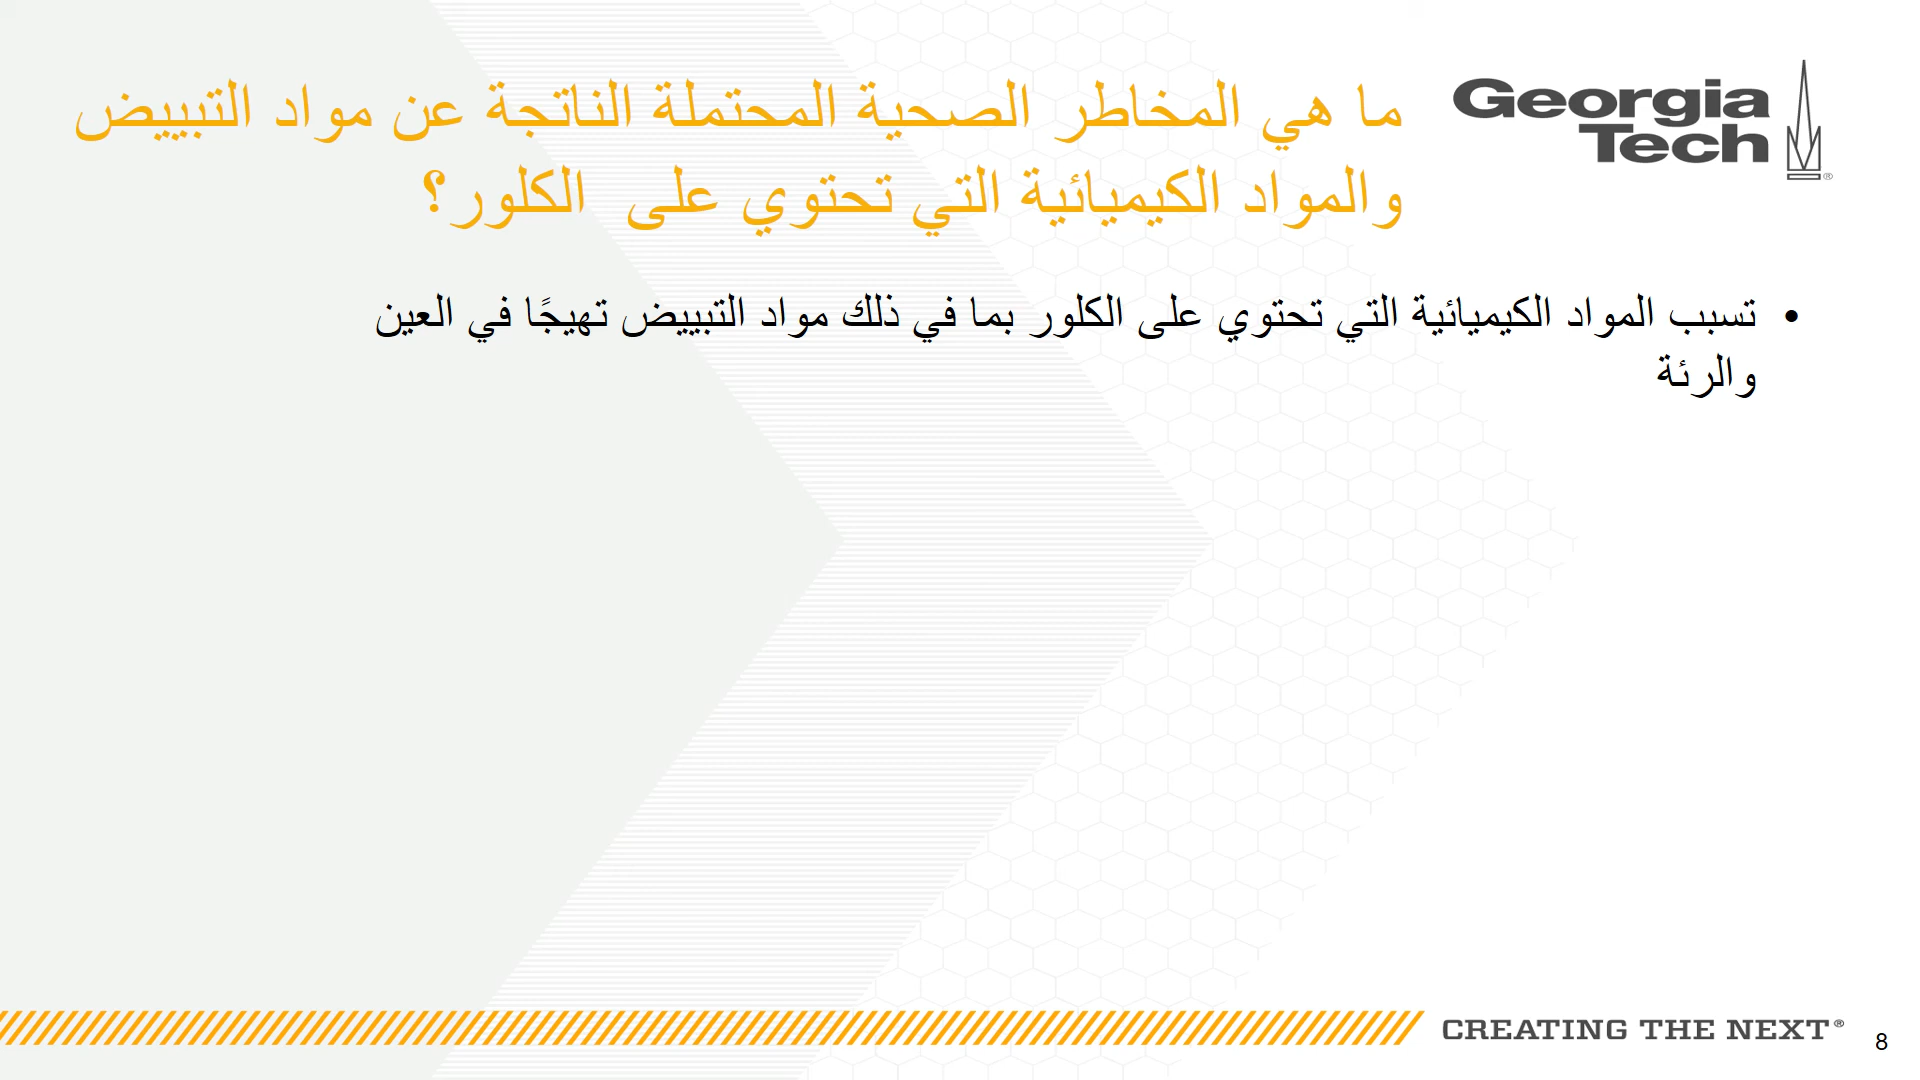 ما هي المخاطر الصحية المحتملة الناتجة عن مواد التبييض
والمواد الكيميائية التي تحتوي على الكلور؟
Georgia
Tech
®
• تسبب المواد الكيميائية التي تحتوي على الكلور بما في ذلك مواد التبييض تهيجًا في العين
والرئة
CREATING THE NEXT®
8